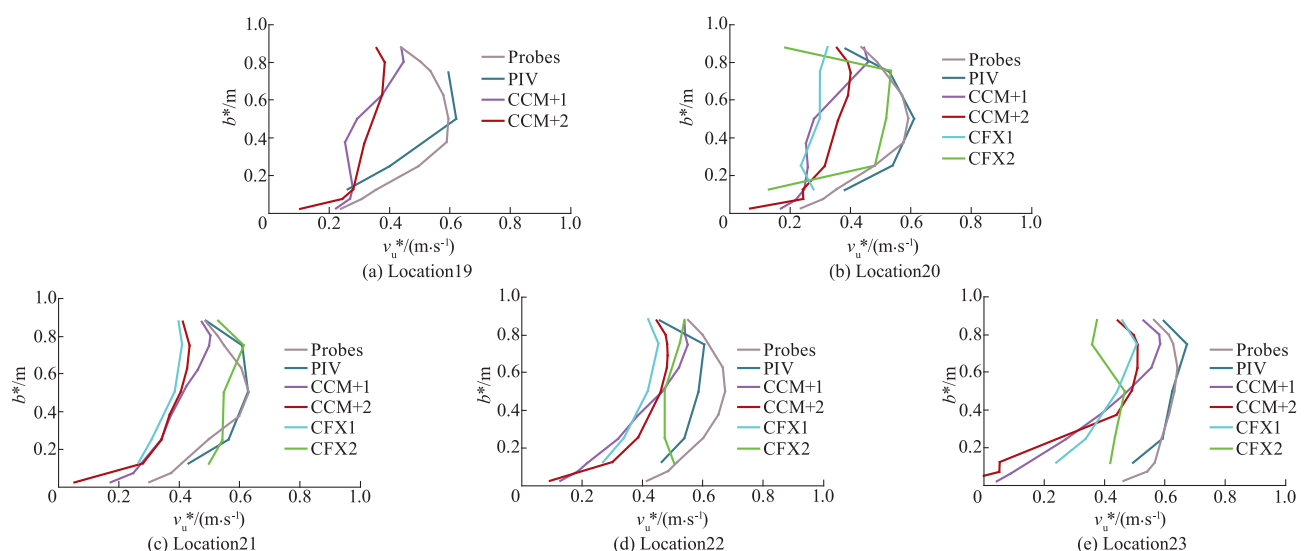 1.0
0.8
0.6
0.4
0.2
0
0.2
0.4
0.6
0.8
1.0
b*/m
v_u*/(m·s⁻¹)
Probes
PIV
CCM+1
CCM+2
(a) Location19
1.0
0.8
0.6
0.4
0.2
0
0.2
0.4
0.6
0.8
1.0
b*/m
v_u*/(m·s⁻¹)
Probes
PIV
CCM+1
CCM+2
CFX1
CFX2
(b) Location20
1.0
0.8
0.6
0.4
0.2
0
0.2
0.4
0.6
0.8
1.0
b*/m
v_u*/(m·s⁻¹)
Probes
PIV
CCM+1
CCM+2
CFX1
CFX2
(c) Location21
1.0
0.8
0.6
0.4
0.2
0
0.2
0.4
0.6
0.8
1.0
b*/m
v_u*/(m·s⁻¹)
Probes
PIV
CCM+1
CCM+2
CFX1
CFX2
(d) Location22
1.0
0.8
0.6
0.4
0.2
0
0.2
0.4
0.6
0.8
1.0
b*/m
v_u*/(m·s⁻¹)
Probes
PIV
CCM+1
CCM+2
CFX1
CFX2
(e) Location23